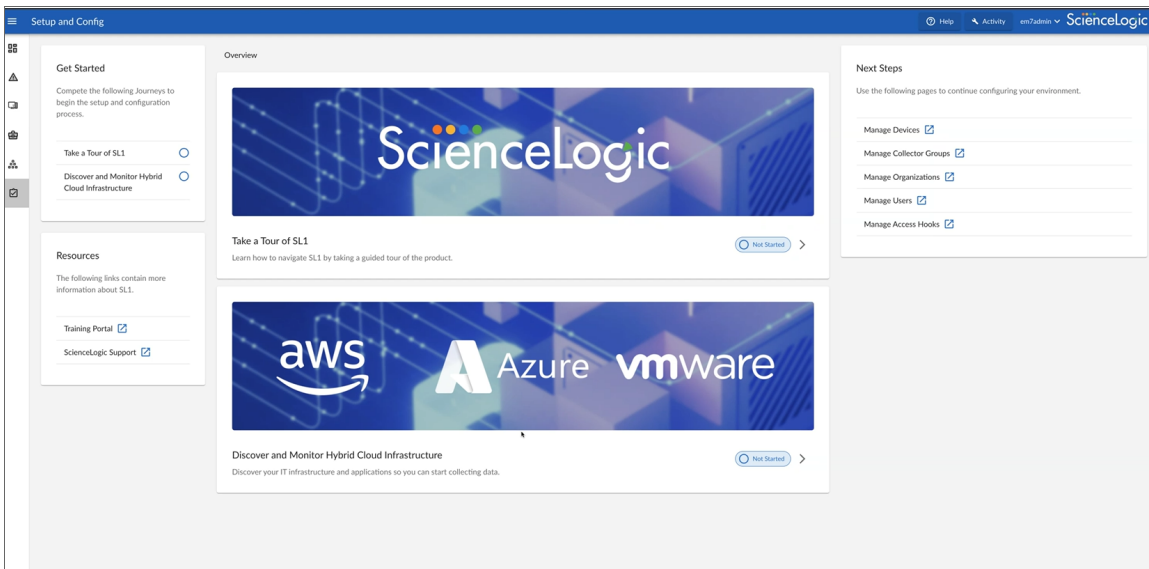 Setup and Config
Help
Activity
em7admin
ScienceLogic
Get Started
Compete the following Journeys to
begin the setup and configuration
process.
Take a Tour of SL1
Discover and Monitor Hybrid
Cloud Infrastructure
Resources
The following links contain more
information about SL1.
Training Portal
ScienceLogic Support
Overview
ScienceLogic
Take a Tour of SL1
Not Started
Learn how to navigate SL1 by taking a guided tour of the product.
aws
Azure
vmware
Discover and Monitor Hybrid Cloud Infrastructure
Not Started
Discover your IT infrastructure and applications so you can start collecting data.
Next Steps
Use the following pages to continue configuring your environment.
Manage Devices
Manage Collector Groups
Manage Organizations
Manage Users
Manage Access Hooks